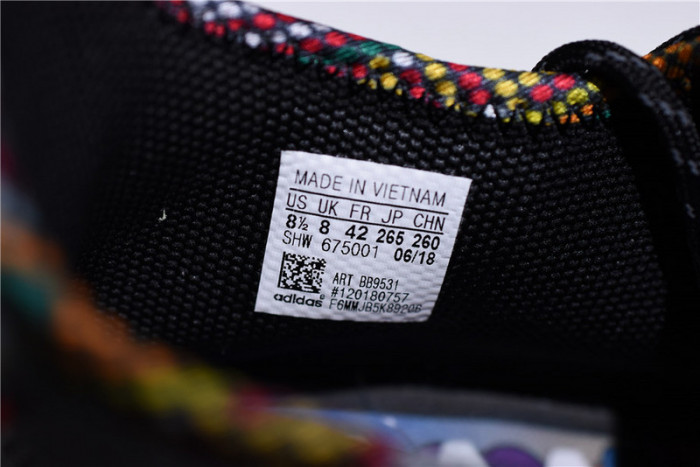 MADE IN VIETNAM
US UK FR JP CHN
8½ 8 42 265 260
SHW 675001 06/18
ART BB9531
#120180757
adidas F6MMJB5K8920B